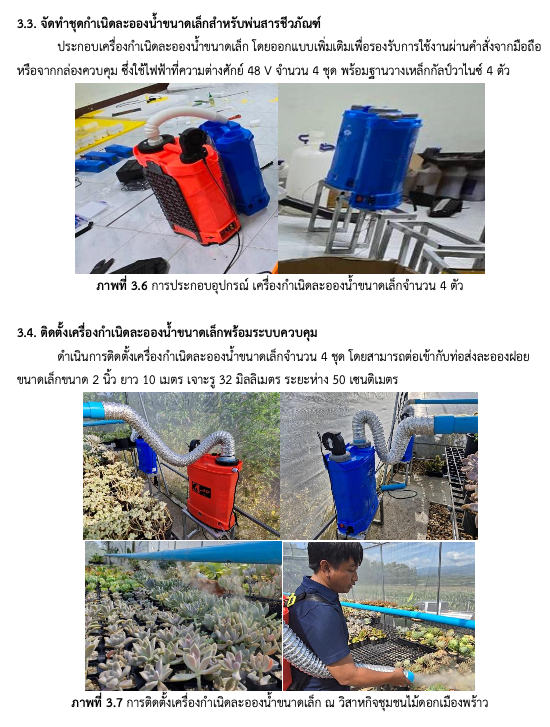 3.3. จัดทำชุดกำเนิดละอองน้ำขนาดเล็กสำหรับพ่นสารชีวภัณฑ์
ประกอบเครื่องกำเนิดละอองน้ำขนาดเล็ก โดยออกแบบเพิ่มเติมเพื่อรองรับการใช้งานผ่านคำสั่งจากมือถือ
หรือจากกล่องควบคุม ซึ่งใช้ไฟฟ้าที่ความต่างศักย์ 48 V จำนวน 4 ชุด พร้อมฐานวางเหล็กกัลป์วาไนซ์ 4 ตัว
ภาพที่ 3.6 การประกอบอุปกรณ์ เครื่องกำเนิดละอองน้ำขนาดเล็กจำนวน 4 ตัว
3.4. ติดตั้งเครื่องกำเนิดละอองน้ำขนาดเล็กพร้อมระบบควบคุม
ดำเนินการติดตั้งเครื่องกำเนิดละอองน้ำขนาดเล็กจำนวน 4 ชุด โดยสามารถต่อเข้ากับท่อส่งละอองฝอย
ขนาดเล็กขนาด 2 นิ้ว ยาว 10 เมตร เจาะรู 32 มิลลิเมตร ระยะห่าง 50 เซนติเมตร
ภาพที่ 3.7 การติดตั้งเครื่องกำเนิดละอองน้ำขนาดเล็ก ณ วิสาหกิจชุมชนไม้ดอกเมืองพร้าว